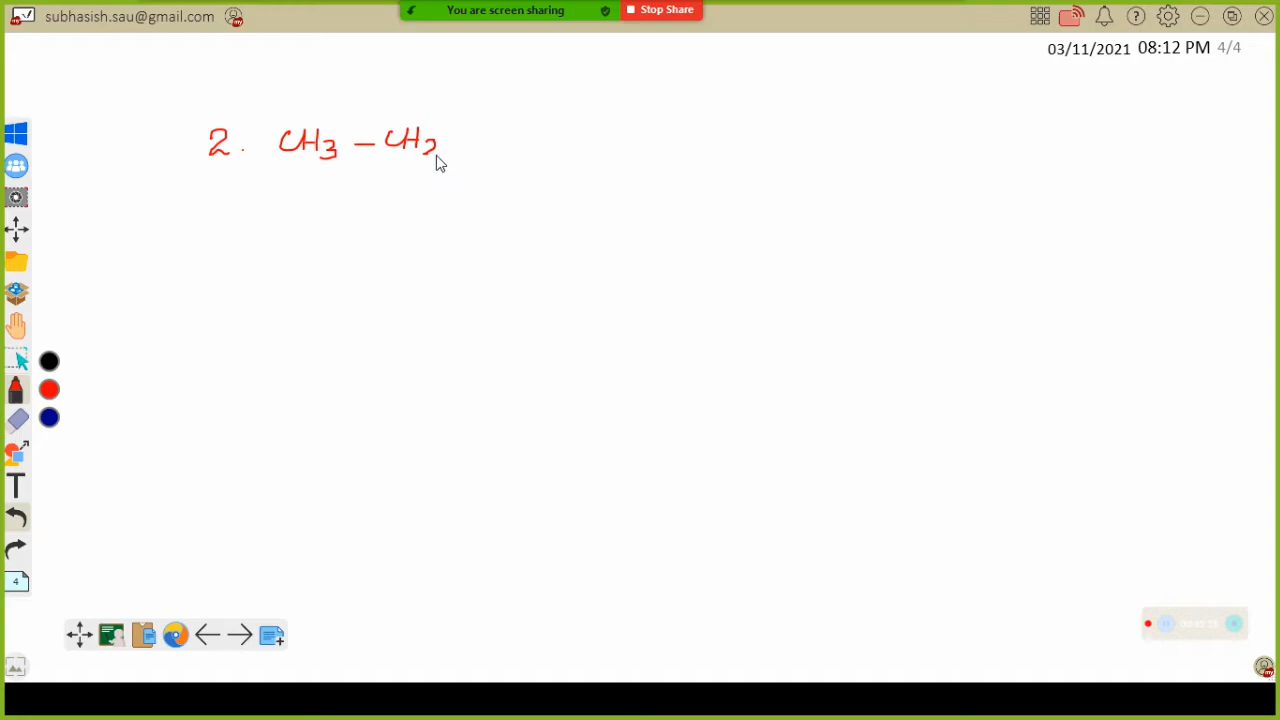 subhasish.sau@gmail.com
You are screen sharing
Stop Share
03/11/2021 08:12 PM 4/4
2. CH3 – CH2
T
4